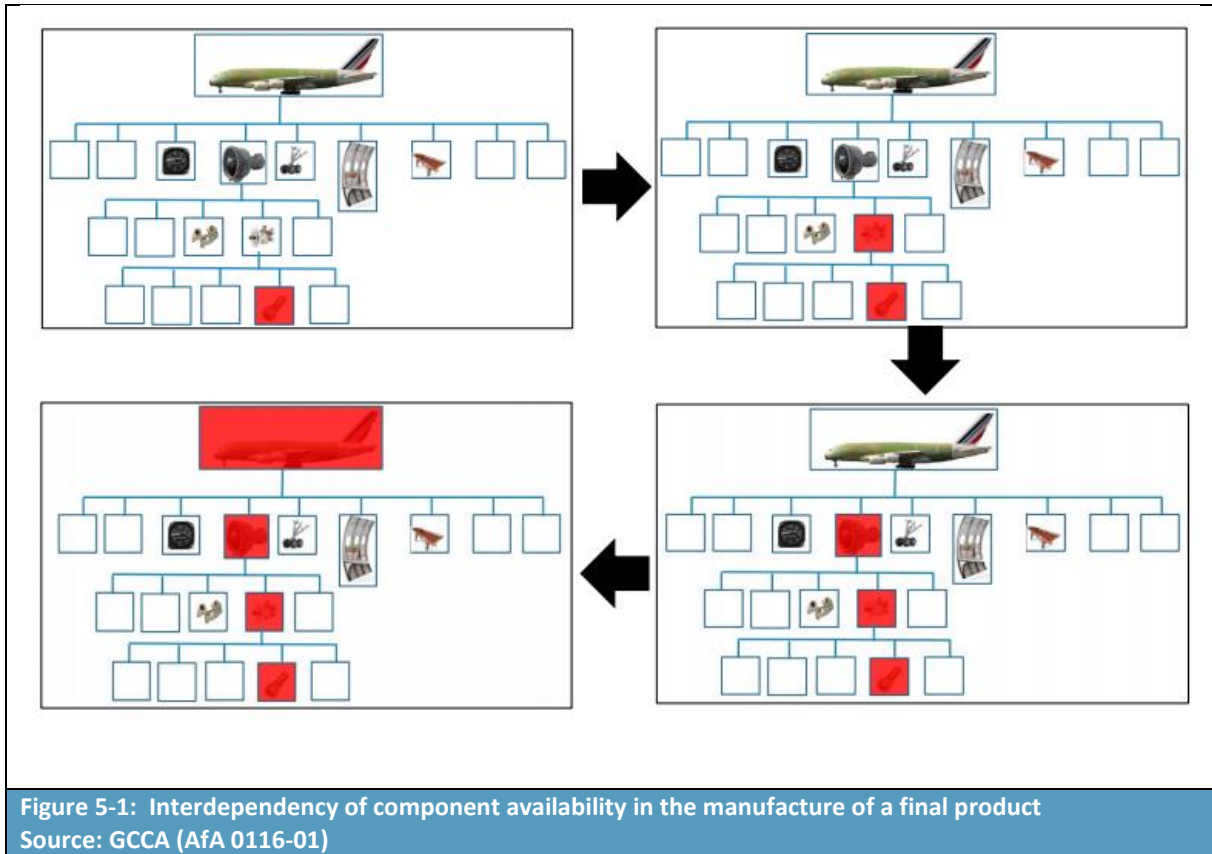 Figure 5-1: Interdependency of component availability in the manufacture of a final product
Source: GCCA (AfA 0116-01)